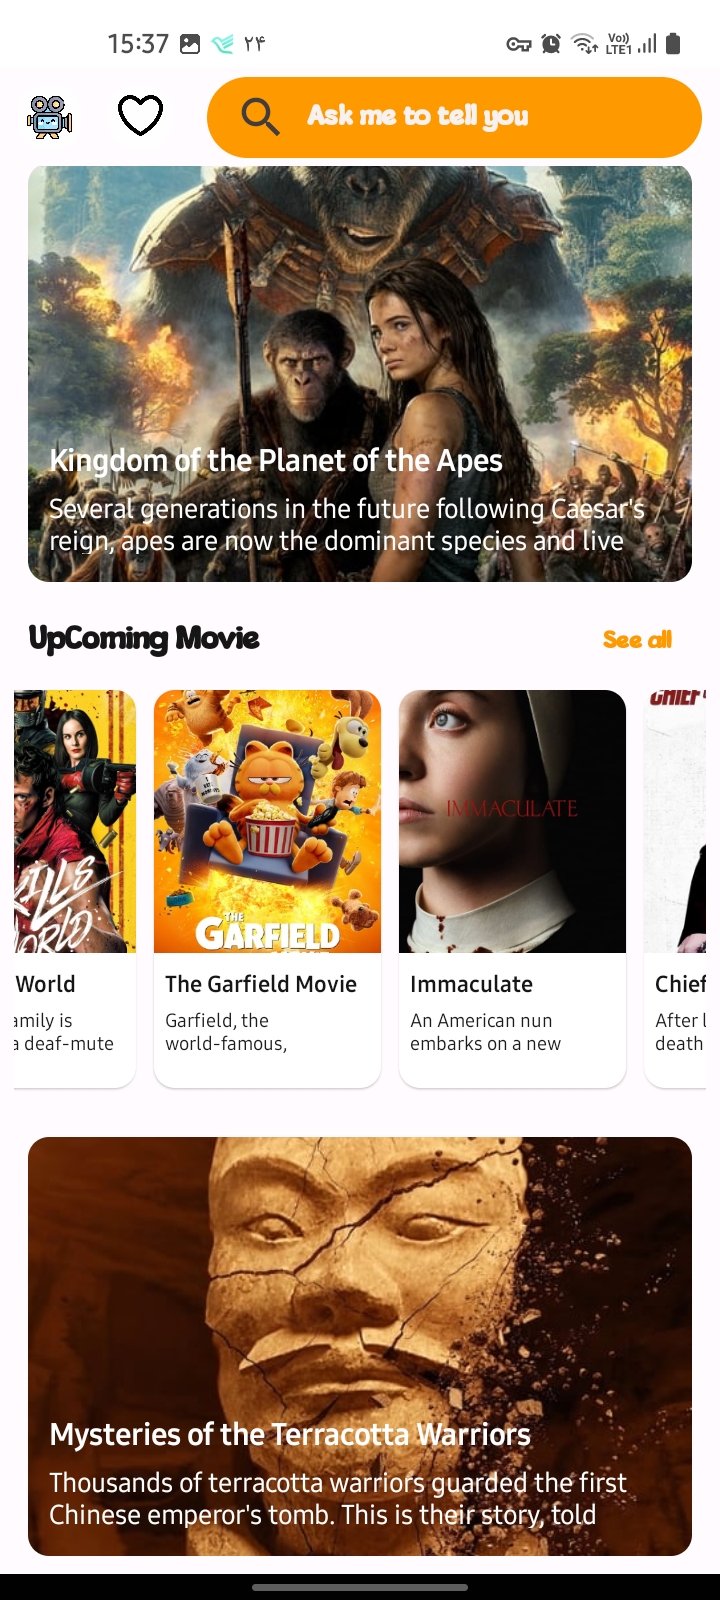 15:37 ۲۴ Vo)) LTE1
Ask me to tell you
Kingdom of the Planet of the Apes
Several generations in the future following Caesar's
reign, apes are now the dominant species and live
UpComing Movie
See all
KILLS
WORLD
World
amily is
a deaf-mute
THE
GARFIELD
The Garfield Movie
Garfield, the
world-famous,
IMMACULATE
Immaculate
An American nun
embarks on a new
CHIEF
Chief
After l
death
Mysteries of the Terracotta Warriors
Thousands of terracotta warriors guarded the first
Chinese emperor's tomb. This is their story, told